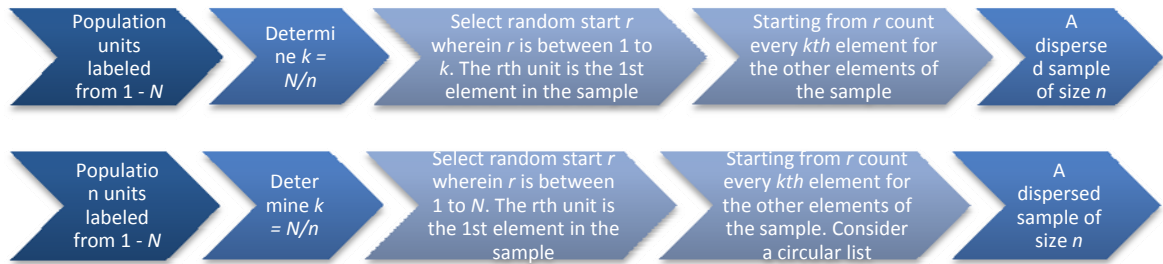 Population
units
labeled
from 1 - N
Determi
ne k =
N/n
Select random start r
wherein r is between 1 to
k. The rth unit is the 1st
element in the sample
Starting from r count
every kth element for
the other elements of
the sample
A
disperse
d sample
of size n
Populatio
n units
labeled
from 1 - N
Deter
mine k
= N/n
Select random start r
wherein r is between
1 to N. The rth unit is
the 1st element in the
sample
Starting from r count
every kth element for
the other elements of
the sample. Consider
a circular list
A
dispersed
sample of
size n